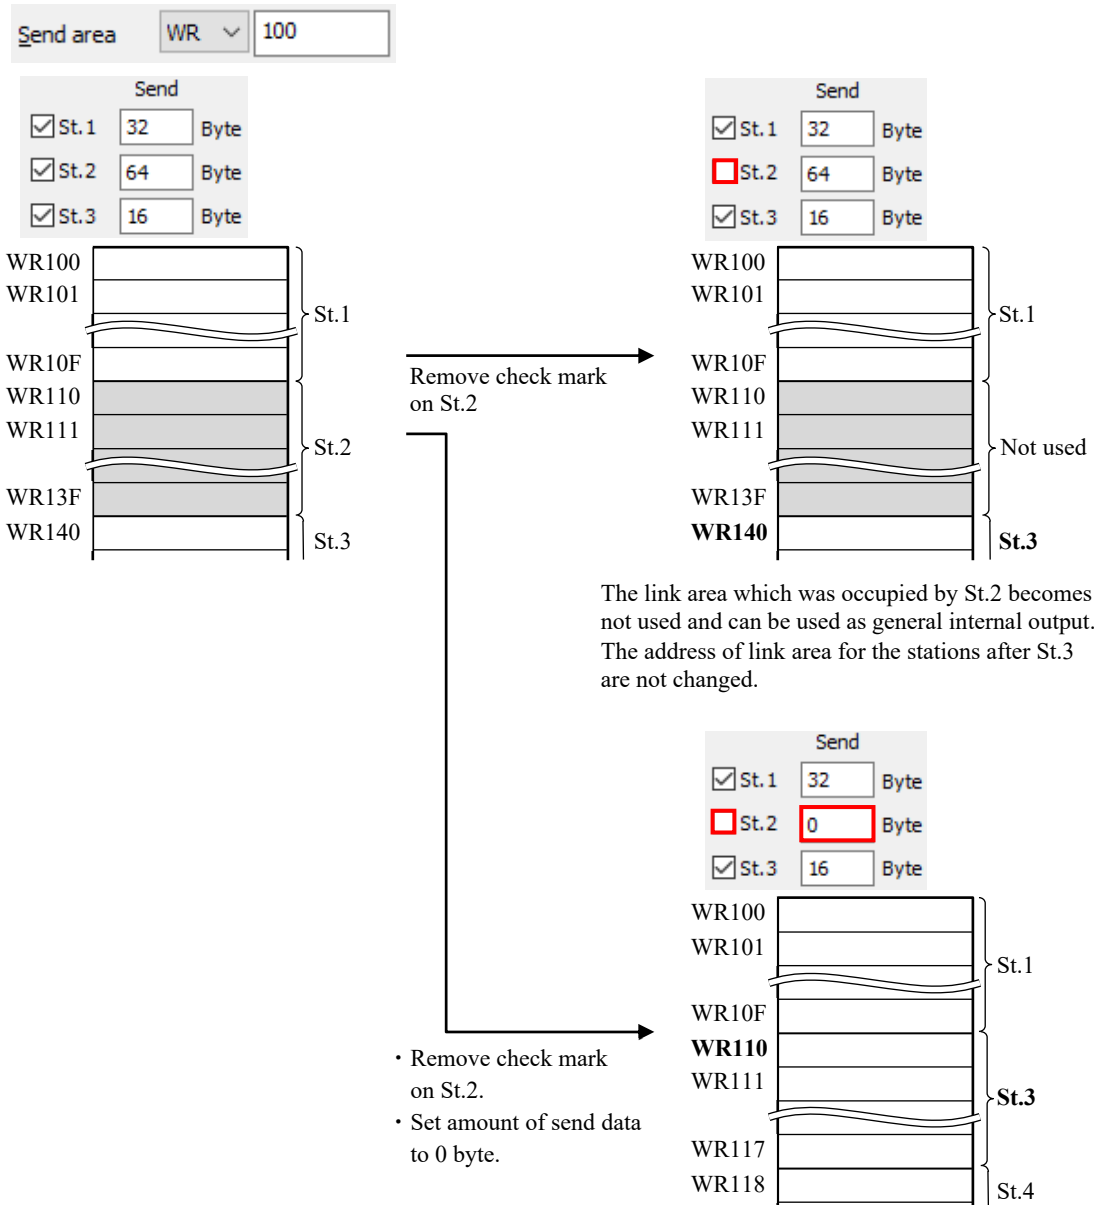 Send area WR 100
Send
St.1 32 Byte
St.2 64 Byte
St.3 16 Byte
WR100
WR101
St.1
WR10F
WR110
WR111
St.2
WR13F
WR140
St.3
Remove check mark
on St.2
Send
St.1 32 Byte
St.2 64 Byte
St.3 16 Byte
WR100
WR101
St.1
WR10F
WR110
WR111
Not used
WR13F
WR140
St.3
The link area which was occupied by St.2 becomes
not used and can be used as general internal output.
The address of link area for the stations after St.3
are not changed.
・Remove check mark
on St.2.
・Set amount of send data
to 0 byte.
Send
St.1 32 Byte
St.2 0 Byte
St.3 16 Byte
WR100
WR101
St.1
WR10F
WR110
WR111
St.3
WR117
WR118
St.4